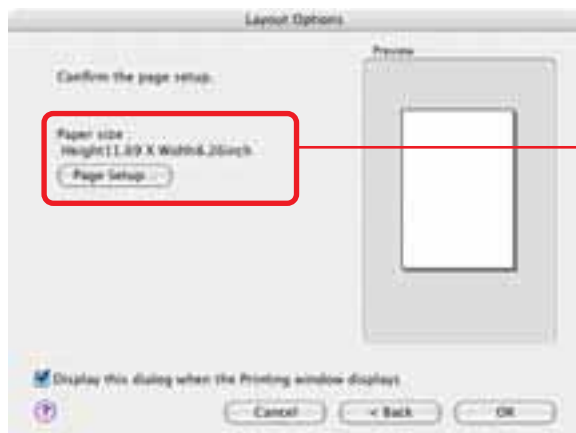 Layout Options
Preview
Confirm the page setup.
Paper size
Height11.69 X Width8.26inch
Page Setup...
Display this dialog when the Printing window displays
?
Cancel
< Back
OK